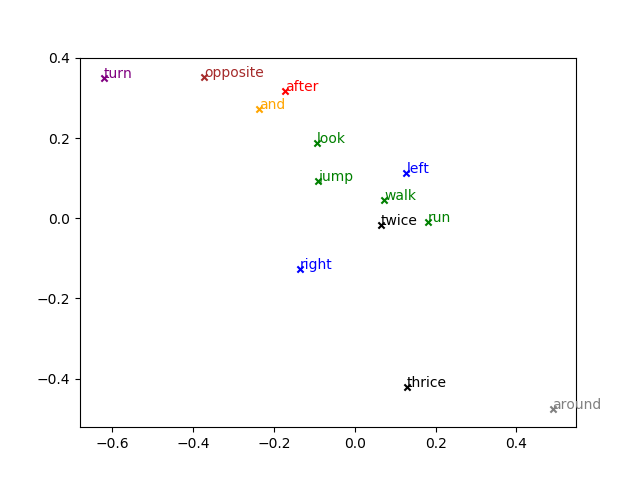 0.4
turn
opposite
after
and
0.2
look
left
jump
walk
0.0
twice
run
right
−0.2
−0.4
thrice
around
−0.6
−0.4
−0.2
0.0
0.2
0.4